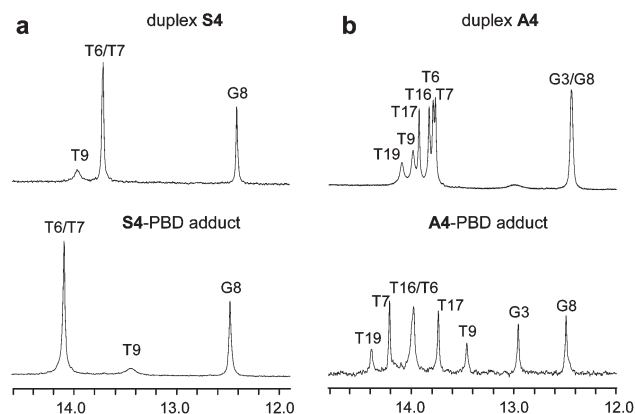 a
duplex S4
T6/T7
T9
G8
S4-PBD adduct
T6/T7
T9
G8
14.0 13.0 12.0
b
duplex A4
T19
T9
T17
T16
T6
T7
G3/G8
A4-PBD adduct
T19
T7
T16/T6
T17
T9
G3
G8
14.0 13.0 12.0